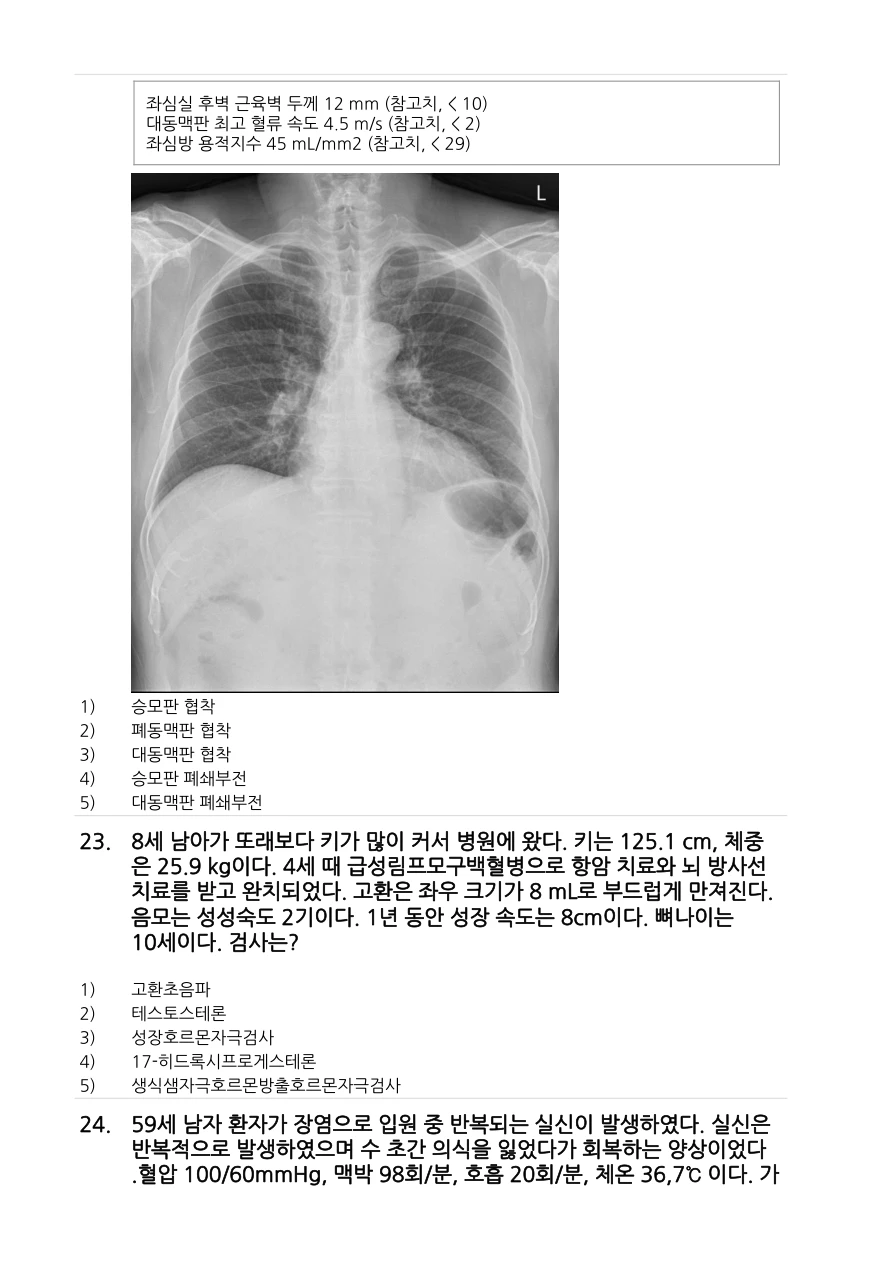 좌심실 후벽 근육벽 두께 12 mm (참고치, < 10)
대동맥판 최고 혈류 속도 4.5 m/s (참고치, < 2)
좌심방 용적지수 45 mL/mm2 (참고치, < 29)
L
1) 승모판 협착
2) 폐동맥판 협착
3) 대동맥판 협착
4) 승모판 폐쇄부전
5) 대동맥판 폐쇄부전
23. 8세 남아가 또래보다 키가 많이 커서 병원에 왔다. 키는 125.1 cm, 체중
은 25.9 kg이다. 4세 때 급성림프모구백혈병으로 항암 치료와 뇌 방사선
치료를 받고 완치되었다. 고환은 좌우 크기가 8 mL로 부드럽게 만져진다.
음모는 성성숙도 2기이다. 1년 동안 성장 속도는 8cm이다. 뼈나이는
10세이다. 검사는?
1) 고환초음파
2) 테스토스테론
3) 성장호르몬자극검사
4) 17-히드록시프로게스테론
5) 생식샘자극호르몬방출호르몬자극검사
24. 59세 남자 환자가 장염으로 입원 중 반복되는 실신이 발생하였다. 실신은
반복적으로 발생하였으며 수 초간 의식을 잃었다가 회복하는 양상이었다
.혈압 100/60mmHg, 맥박 98회/분, 호흡 20회/분, 체온 36,7℃ 이다. 가